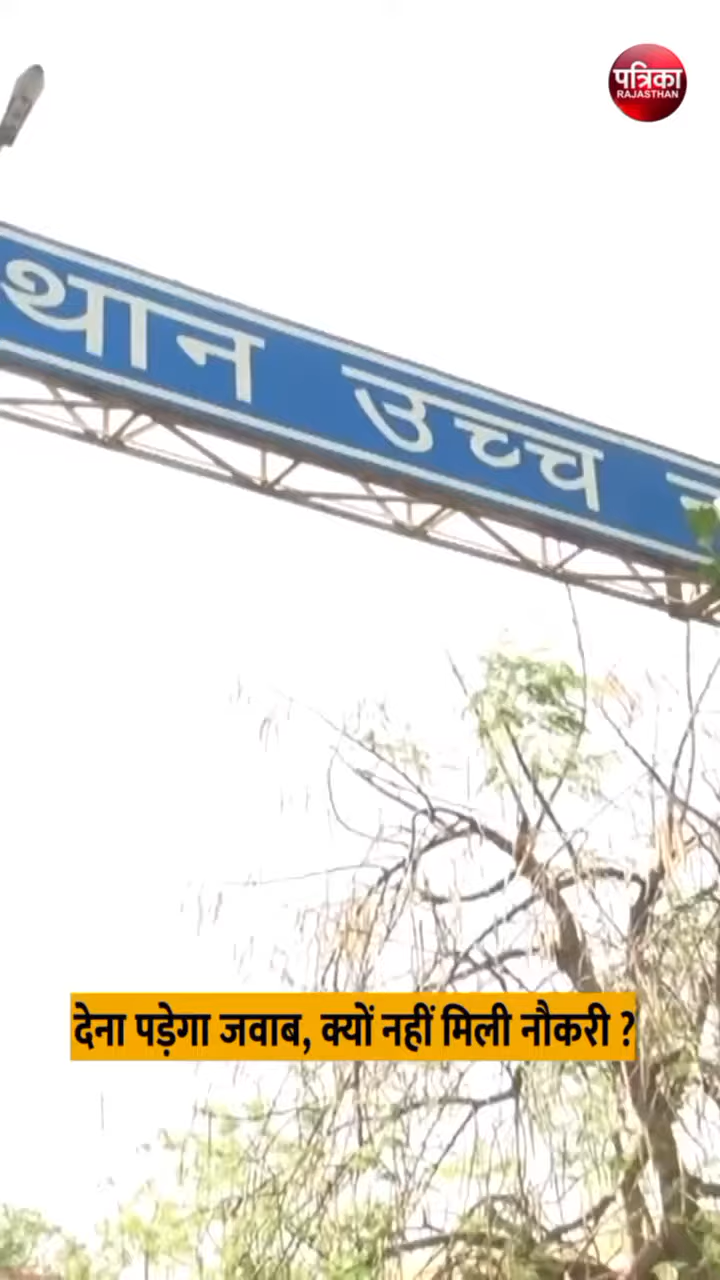 पत्रिका
RAJASTHAN
थान उच्च
देना पड़ेगा जवाब, क्यों नहीं मिली नौकरी ?